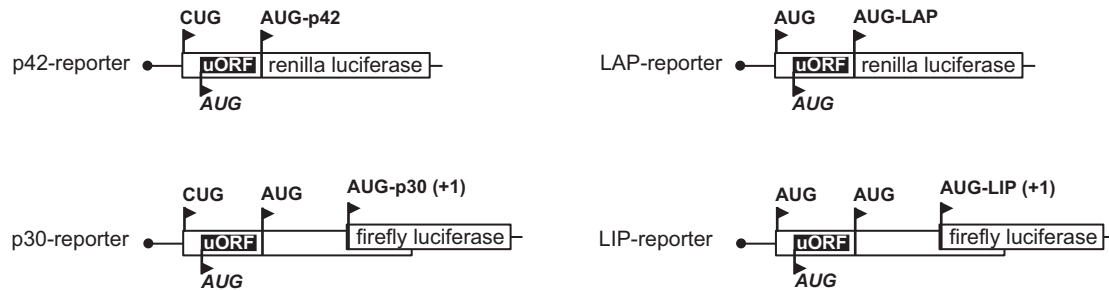 CUG AUG-p42
p42-reporter uORF renilla luciferase
AUG
AUG AUG-LAP
LAP-reporter uORF renilla luciferase
AUG
CUG AUG AUG-p30 (+1)
p30-reporter uORF firefly luciferase
AUG
AUG AUG AUG-LIP (+1)
LIP-reporter uORF firefly luciferase
AUG